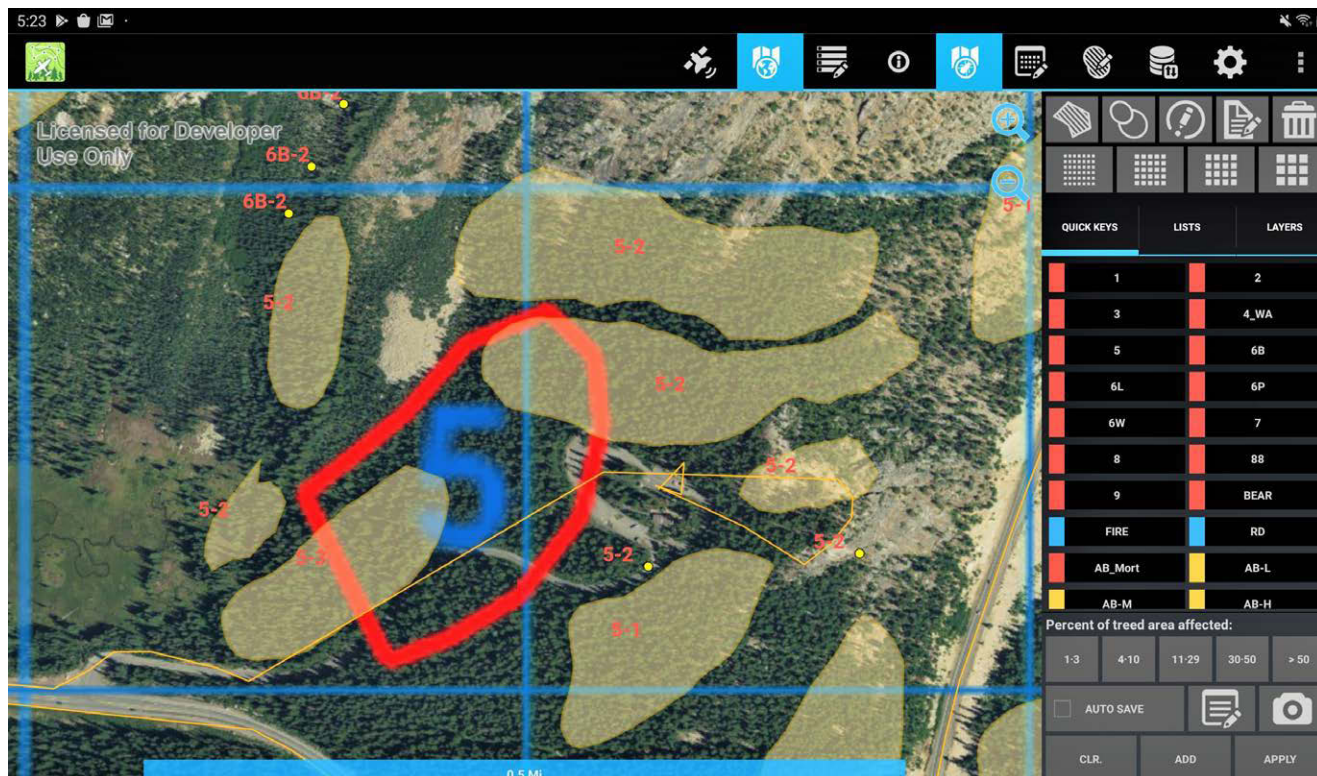 5:23
Licensed for Developer
Use Only
6B-2
6B-2
6B-2
5-1
5-2
5-2
5-2
5
5-2
5-2
5-2
5-2
5-2
5-1
0.5 Mi
QUICK KEYS LISTS LAYERS
1 2
3 4_WA
5 6B
6L 6P
6W 7
8 88
9 BEAR
FIRE RD
AB_Mort AB-L
AB-M AB-H
Percent of treed area affected:
1-3 4-10 11-29 30-50 > 50
AUTO SAVE
CLR. ADD APPLY